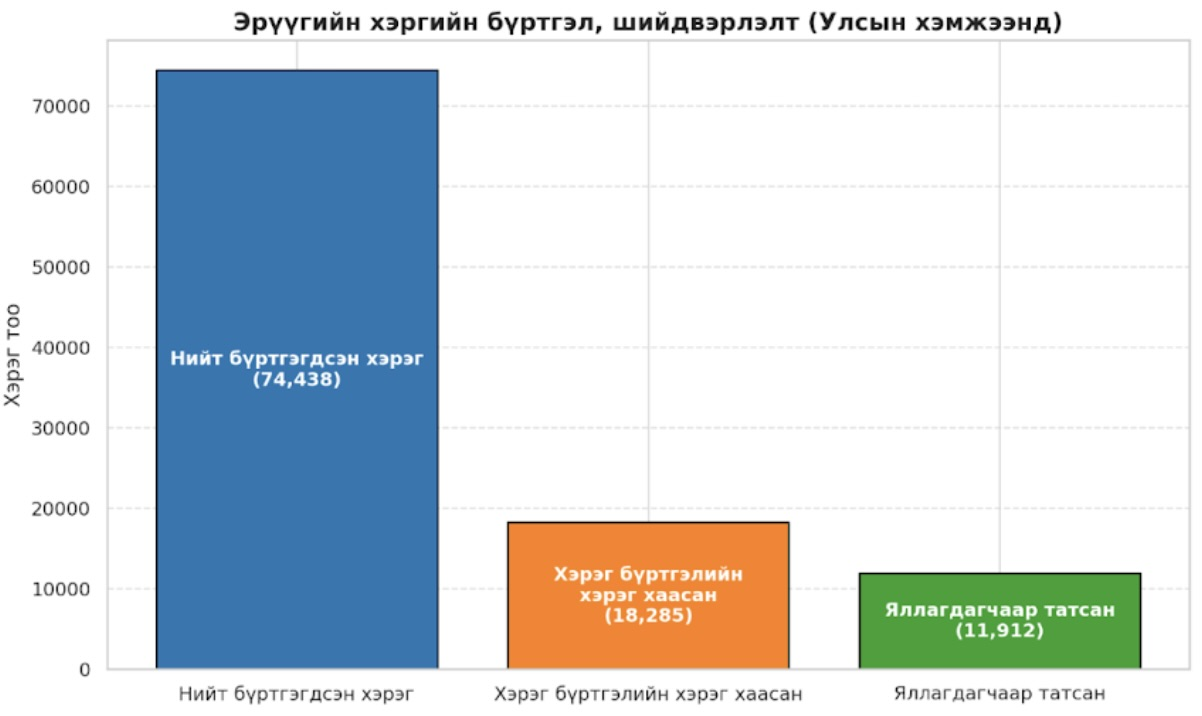 Эрүүгийн хэргийн бүртгэл, шийдвэрлэлт (Улсын хэмжээнд)
Хэрэг тоо
70000
60000
50000
40000
30000
20000
10000
0
Нийт бүртгэгдсэн хэрэг
(74,438)
Хэрэг бүртгэлийн
хэрэг хаасан
(18,285)
Яллагдагчаар татсан
(11,912)
Нийт бүртгэгдсэн хэрэг
Хэрэг бүртгэлийн хэрэг хаасан
Яллагдагчаар татсан